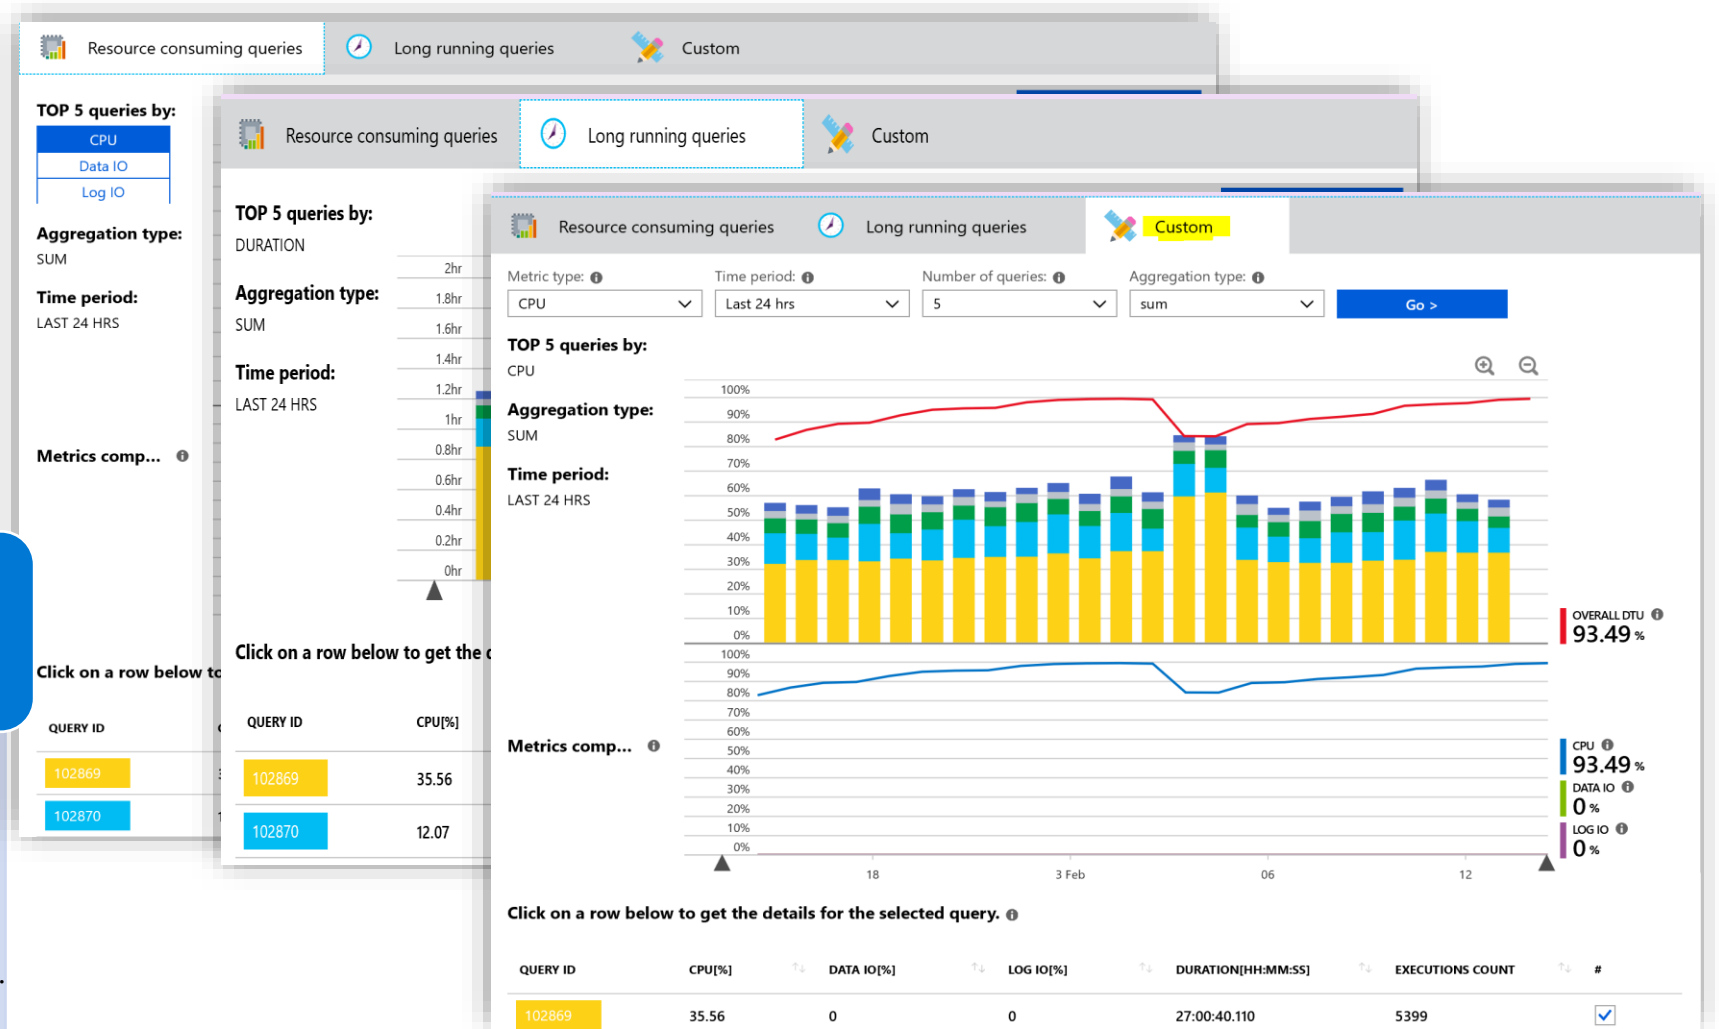 Resource consuming queries
Long running queries
Custom
TOP 5 queries by:
CPU
Data IO
Log IO
Aggregation type:
SUM
Time period:
LAST 24 HRS
Metrics comp...
Click on a row below to
QUERY ID
102869
102870
Resource consuming queries
Long running queries
Custom
TOP 5 queries by:
DURATION
Aggregation type:
SUM
Time period:
LAST 24 HRS
2hr
1.8hr
1.6hr
1.4hr
1.2hr
1hr
0.8hr
0.6hr
0.4hr
0.2hr
0hr
Click on a row below to get the
QUERY ID CPU[%]
102869 35.56
102870 12.07
Resource consuming queries
Long running queries
Custom
Metric type: Time period: Number of queries: Aggregation type:
CPU Last 24 hrs 5 sum Go >
TOP 5 queries by:
CPU
Aggregation type:
SUM
Time period:
LAST 24 HRS
100%
90%
80%
70%
60%
50%
40%
30%
20%
10%
0%
OVERALL DTU
93.49 %
100%
90%
80%
70%
60%
50%
40%
30%
20%
10%
0%
Metrics comp...
CPU
93.49 %
DATA IO
0 %
LOG IO
0 %
18 3 Feb 06 12
Click on a row below to get the details for the selected query.
QUERY ID CPU[%] DATA IO[%] LOG IO[%] DURATION[HH:MM:SS] EXECUTIONS COUNT #
102869 35.56 0 0 27:00:40.110 5399